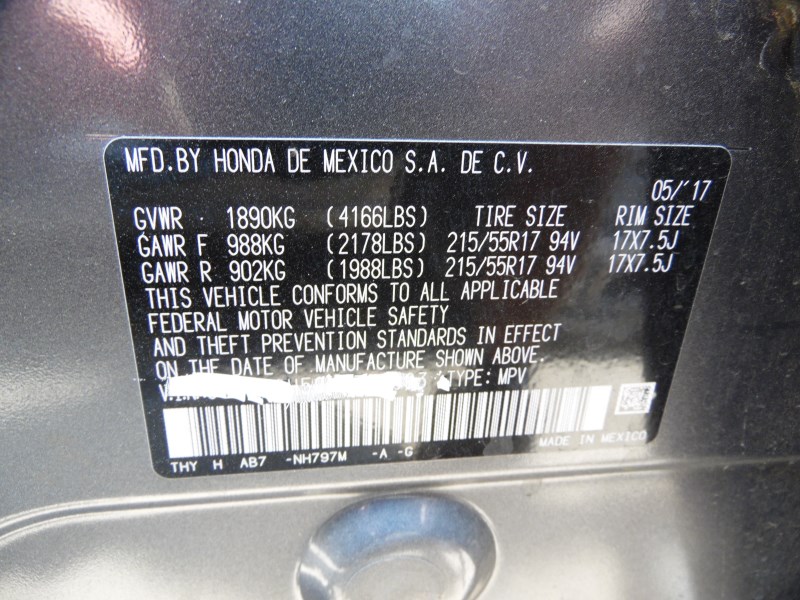 MFD.BY HONDA DE MEXICO S.A. DE C.V.
05/'17
GVWR 1890KG (4166LBS) TIRE SIZE RIM SIZE
GAWR F 988KG (2178LBS) 215/55R17 94V 17X7.5J
GAWR R 902KG (1988LBS) 215/55R17 94V 17X7.5J
THIS VEHICLE CONFORMS TO ALL APPLICABLE
FEDERAL MOTOR VEHICLE SAFETY
AND THEFT PREVENTION STANDARDS IN EFFECT
ON THE DATE OF MANUFACTURE SHOWN ABOVE.
TYPE: MPV
MADE IN MEXICO
THY H AB7 -NH797M -A -G